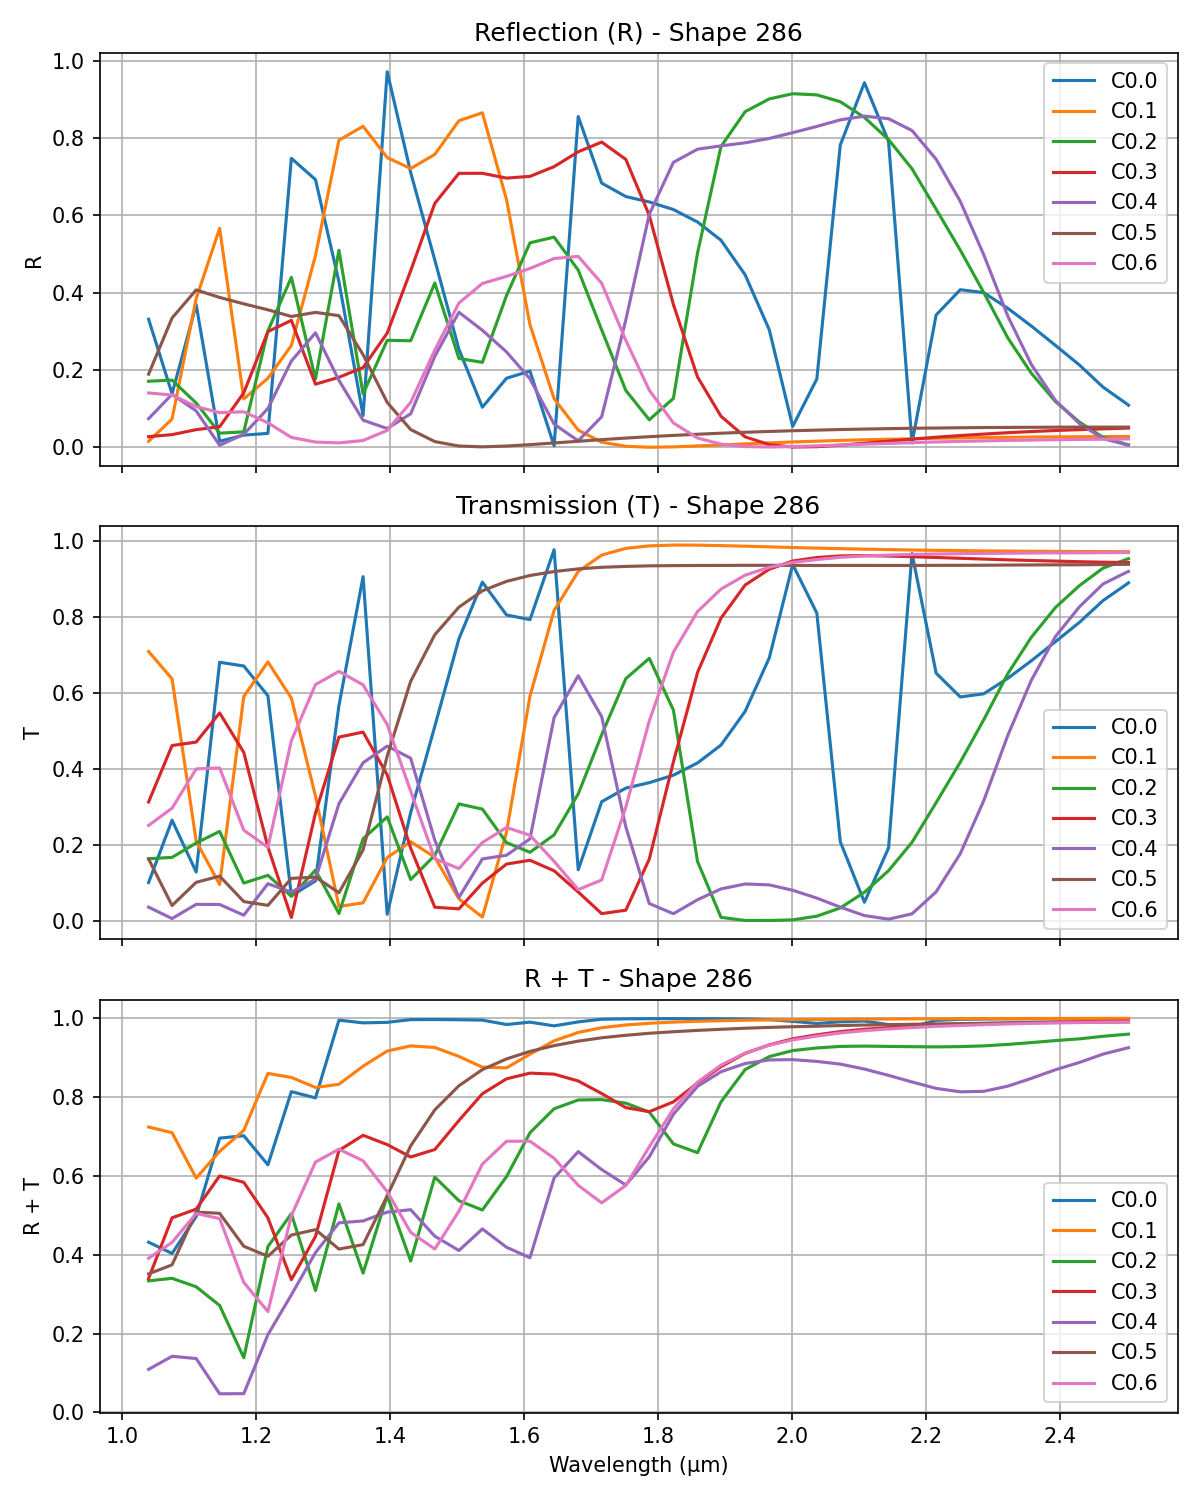 Reflection (R) - Shape 286
1.0
0.8
0.6
0.4
0.2
0.0
R
C0.0
C0.1
C0.2
C0.3
C0.4
C0.5
C0.6
Transmission (T) - Shape 286
1.0
0.8
0.6
0.4
0.2
0.0
T
C0.0
C0.1
C0.2
C0.3
C0.4
C0.5
C0.6
R + T - Shape 286
1.0
0.8
0.6
0.4
0.2
0.0
R + T
C0.0
C0.1
C0.2
C0.3
C0.4
C0.5
C0.6
1.0 1.2 1.4 1.6 1.8 2.0 2.2 2.4
Wavelength (μm)